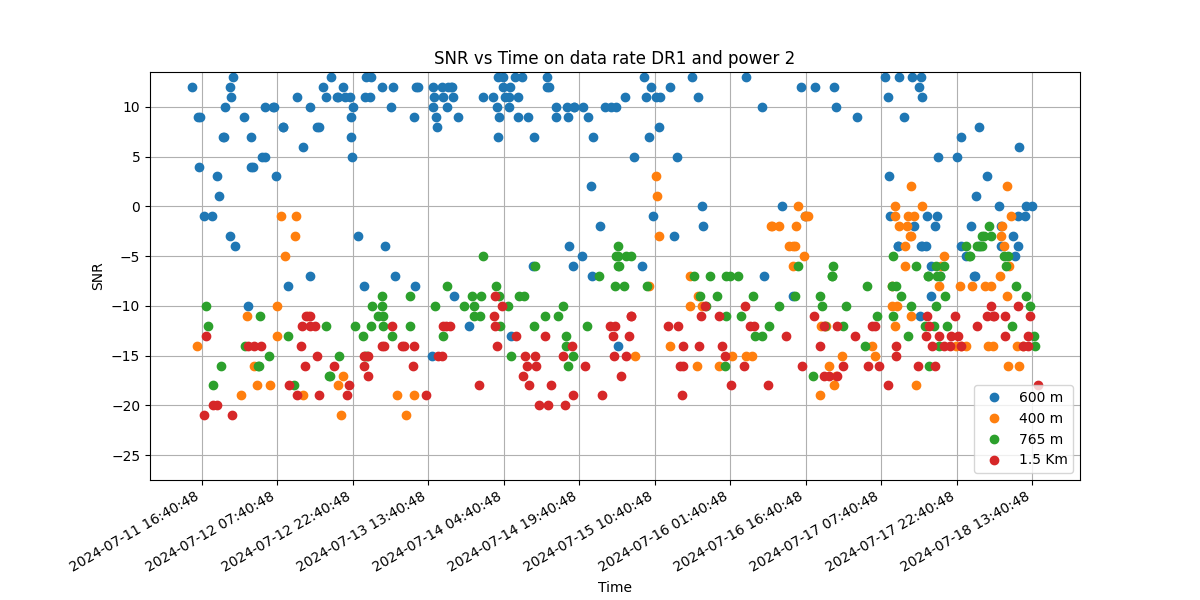 SNR vs Time on data rate DR1 and power 2
SNR
10
5
0
−5
−10
−15
−20
−25
600 m
400 m
765 m
1.5 Km
2024-07-11 16:40:48
2024-07-12 07:40:48
2024-07-12 22:40:48
2024-07-13 13:40:48
2024-07-14 04:40:48
2024-07-14 19:40:48
2024-07-15 10:40:48
2024-07-16 01:40:48
2024-07-16 16:40:48
2024-07-17 07:40:48
2024-07-17 22:40:48
2024-07-18 13:40:48
Time